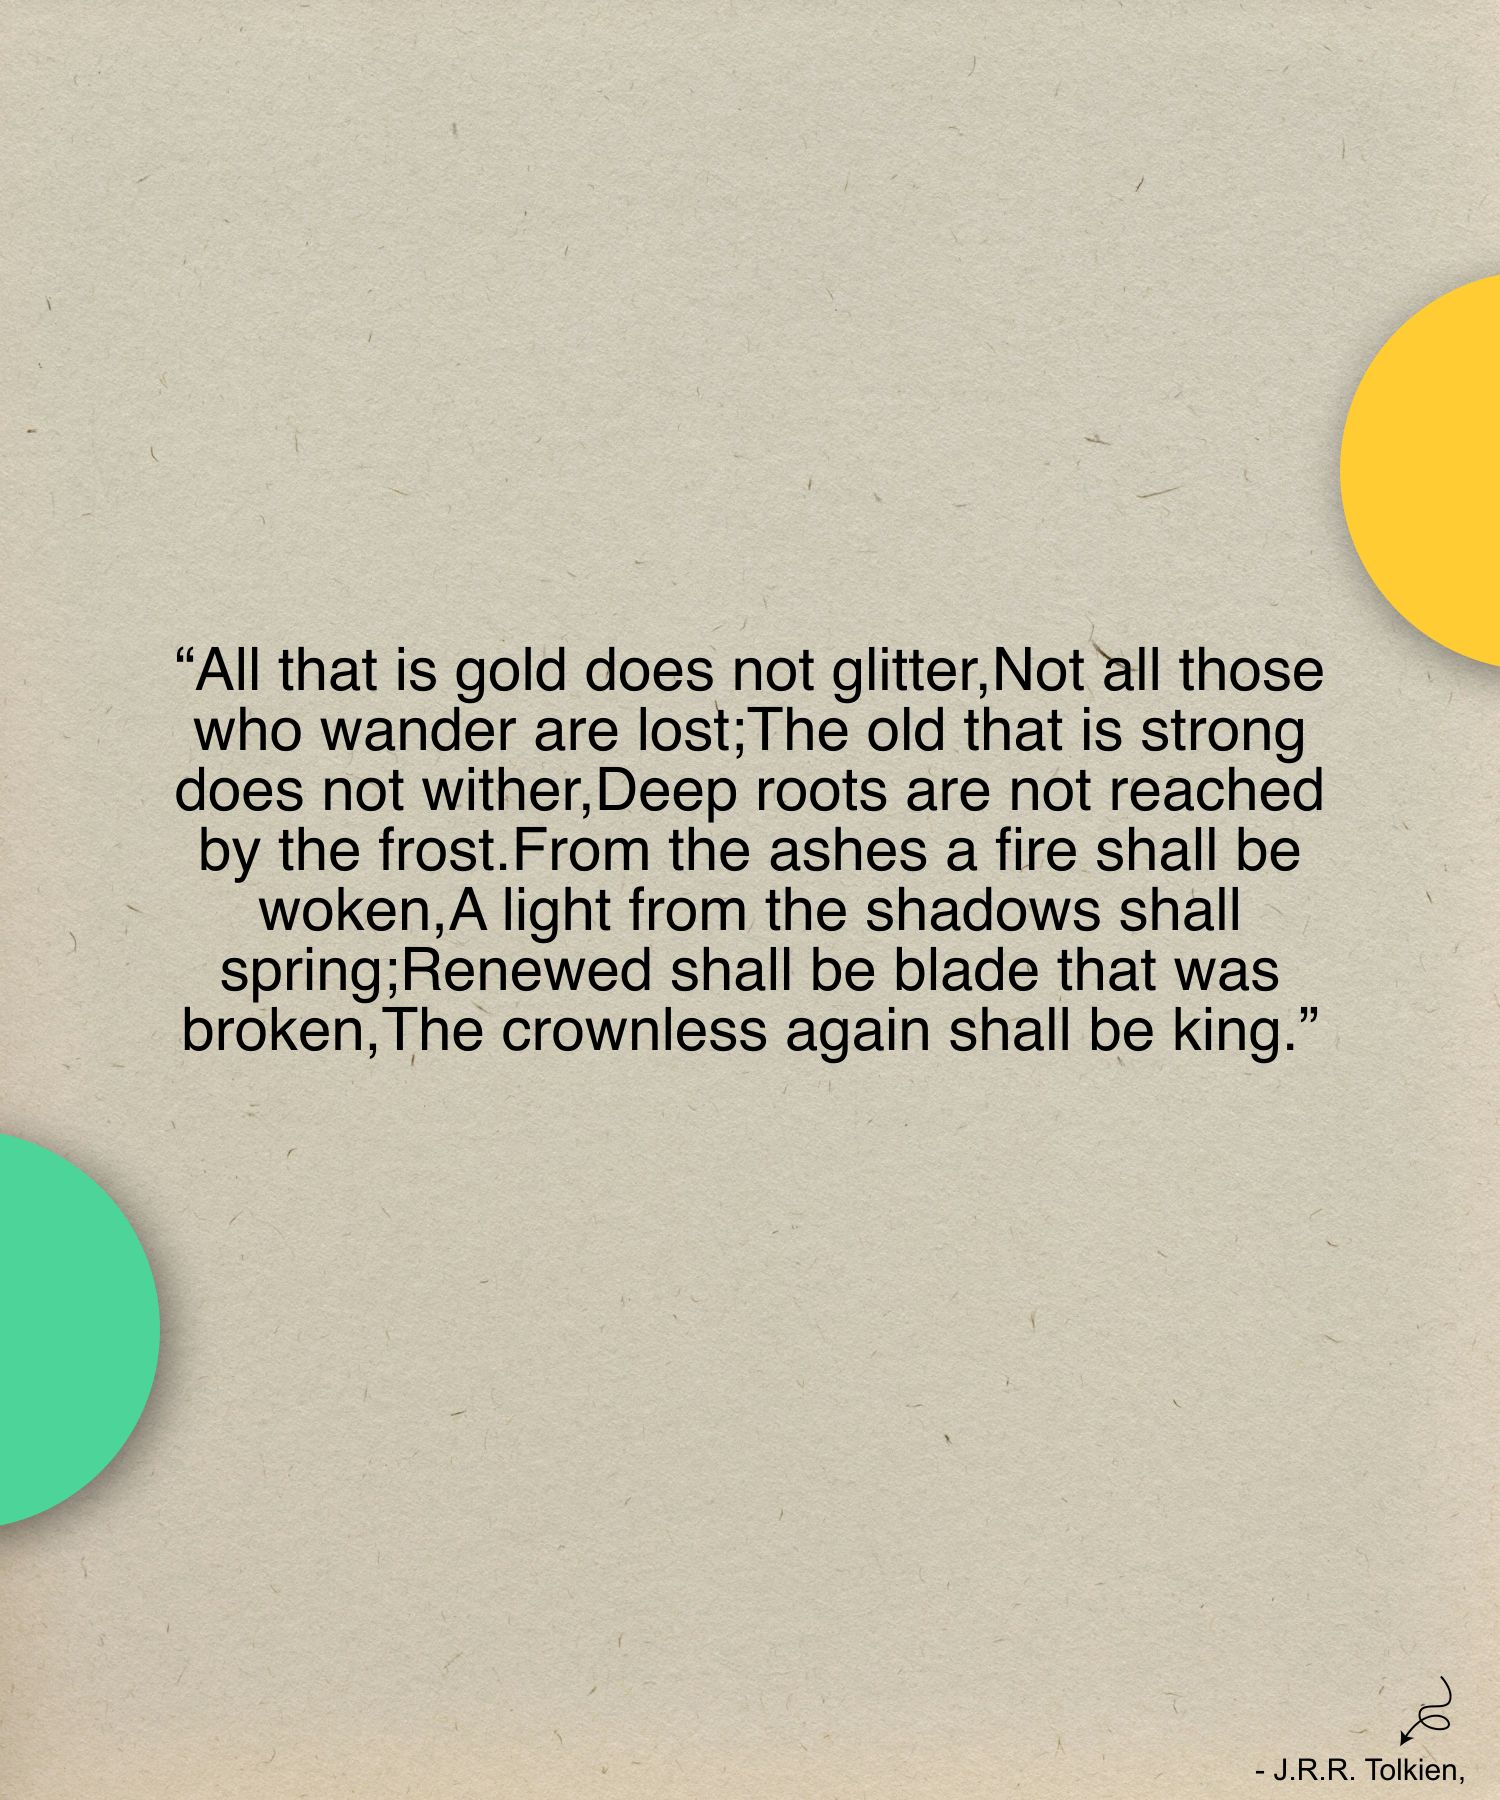 “All that is gold does not glitter,Not all those
who wander are lost;The old that is strong
does not wither,Deep roots are not reached
by the frost.From the ashes a fire shall be
woken,A light from the shadows shall
spring;Renewed shall be blade that was
broken,The crownless again shall be king.”
- J.R.R. Tolkien,